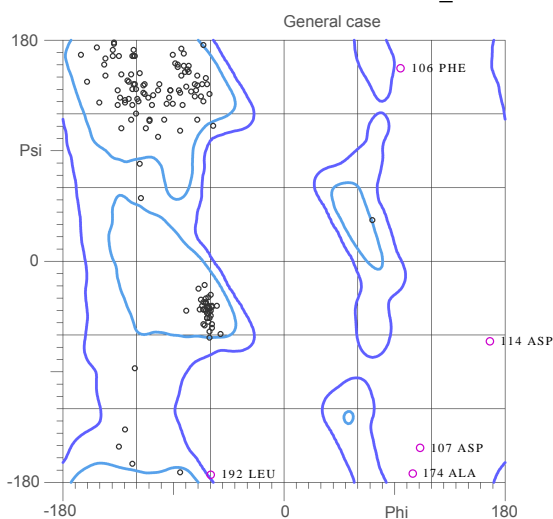 General case
180
106 PHE
Psi
0
114 ASP
107 ASP
192 LEU
174 ALA
-180
-180 0 Phi 180